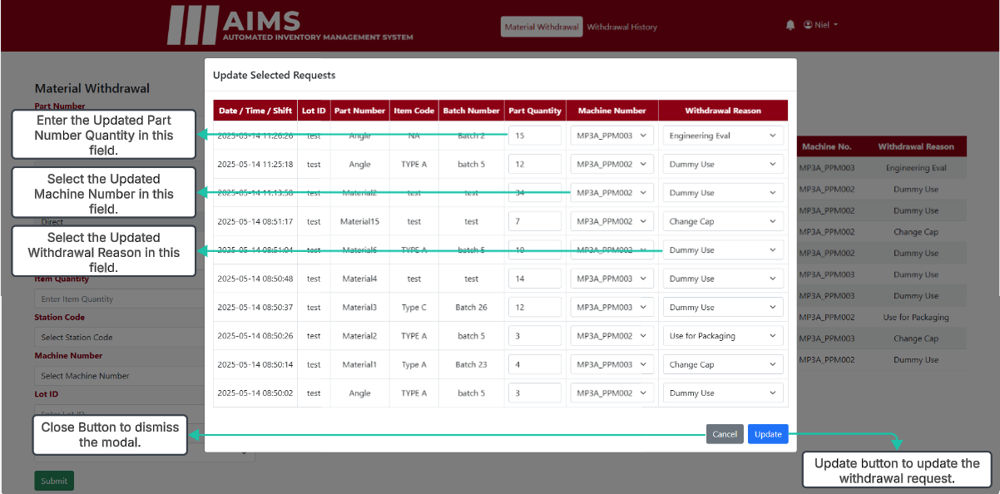 AIMS
AUTOMATED INVENTORY MANAGEMENT SYSTEM
Material Withdrawal
Withdrawal History
Niel
Material Withdrawal
Part Number
Enter the Updated Part
Number Quantity in this
field.
Select the Updated
Machine Number in this
field.
Direct
Select the Updated
Withdrawal Reason in this
field.
Item Quantity
Enter Item Quantity
Station Code
Select Station Code
Machine Number
Select Machine Number
Lot ID
Enter Lot ID
Close Button to dismiss
the modal.
Submit
Update Selected Requests
Date / Time / Shift Lot ID Part Number Item Code Batch Number Part Quantity Machine Number Withdrawal Reason
2025-05-14 11:26:26 test Angle NA Batch 2 15 MP3A_PPM003 Engineering Eval
2025-05-14 11:25:18 test Angle TYPE A batch 5 12 MP3A_PPM002 Dummy Use
2025-05-14 11:13:58 test Material2 test test 34 MP3A_PPM002 Dummy Use
2025-05-14 08:51:17 test Material15 test test 7 MP3A_PPM002 Change Cap
2025-05-14 08:51:04 test Material6 TYPE A batch 5 10 MP3A_PPM002 Dummy Use
2025-05-14 08:50:48 test Material4 test test 14 MP3A_PPM003 Dummy Use
2025-05-14 08:50:37 test Material3 Type C Batch 26 12 MP3A_PPM003 Dummy Use
2025-05-14 08:50:26 test Material2 TYPE A batch 5 3 MP3A_PPM002 Use for Packaging
2025-05-14 08:50:14 test Material1 Type A Batch 23 4 MP3A_PPM003 Change Cap
2025-05-14 08:50:02 test Angle TYPE A batch 5 3 MP3A_PPM002 Dummy Use
Cancel
Update
Machine No. Withdrawal Reason
MP3A_PPM003 Engineering Eval
MP3A_PPM002 Dummy Use
MP3A_PPM002 Dummy Use
MP3A_PPM002 Change Cap
MP3A_PPM002 Dummy Use
MP3A_PPM003 Dummy Use
MP3A_PPM003 Dummy Use
MP3A_PPM002 Use for Packaging
MP3A_PPM003 Change Cap
MP3A_PPM002 Dummy Use
Update button to update the
withdrawal request.